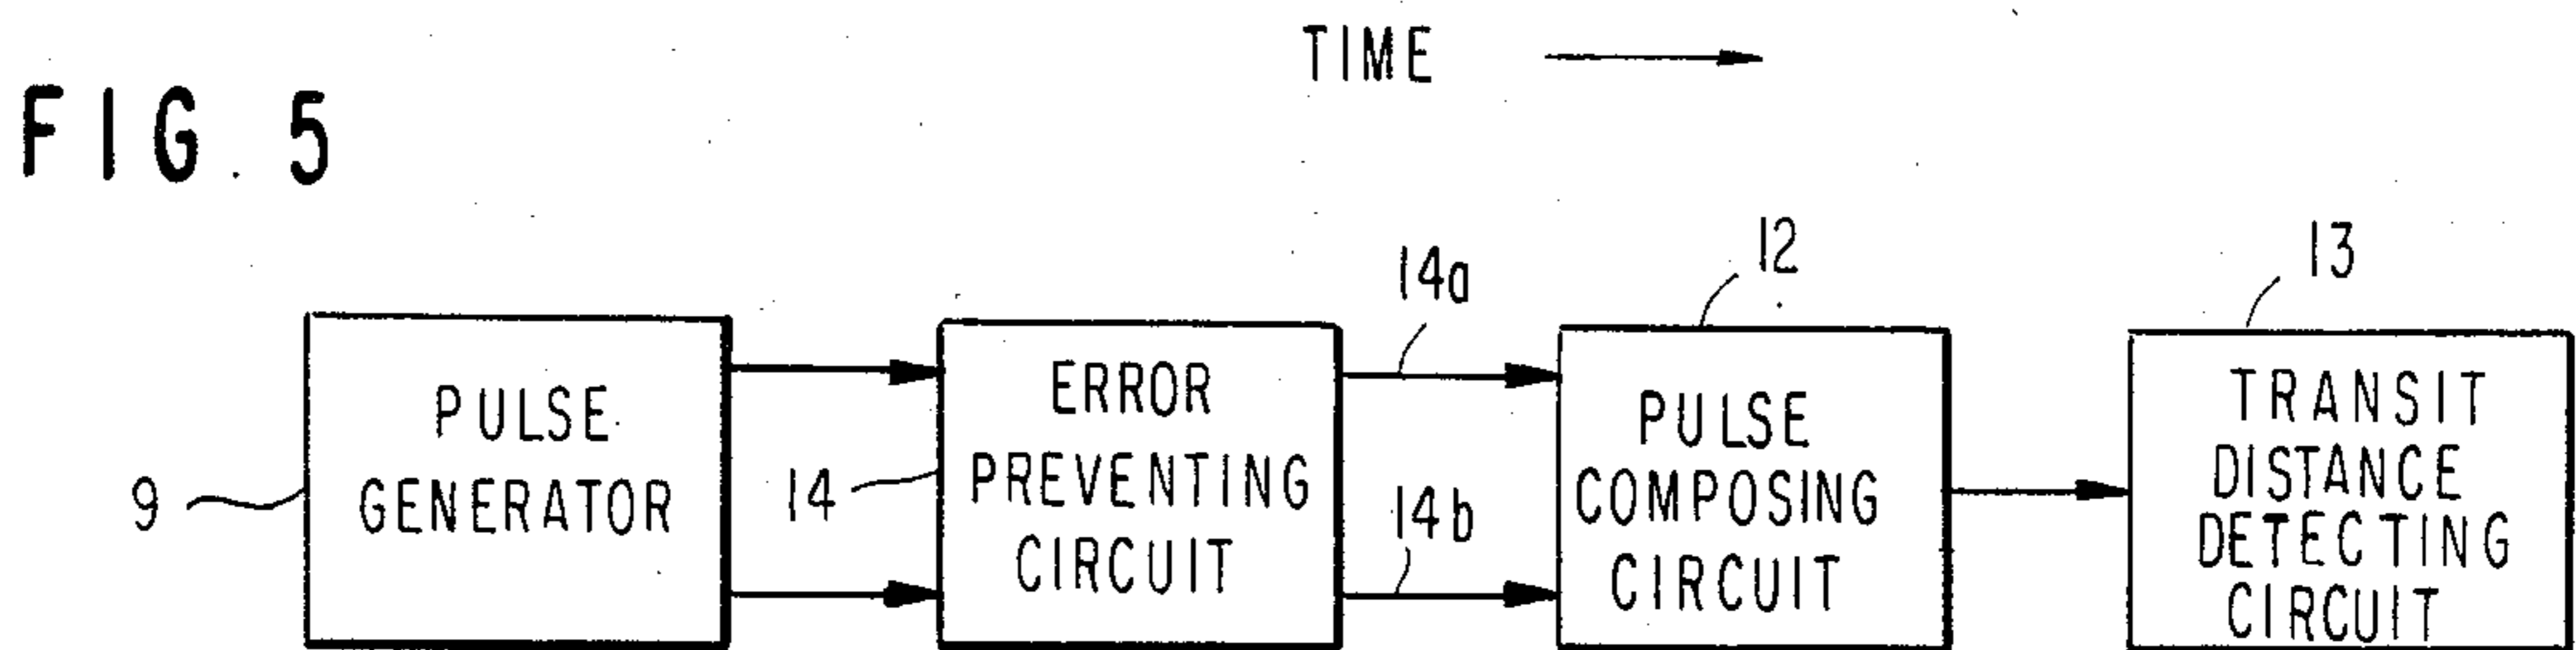 TIME
FIG. 5
14a
12
13
PULSE
GENERATOR
9
14
ERROR
PREVENTING
CIRCUIT
14b
PULSE
COMPOSING
CIRCUIT
TRANSIT
DISTANCE
DETECTING
CIRCUIT